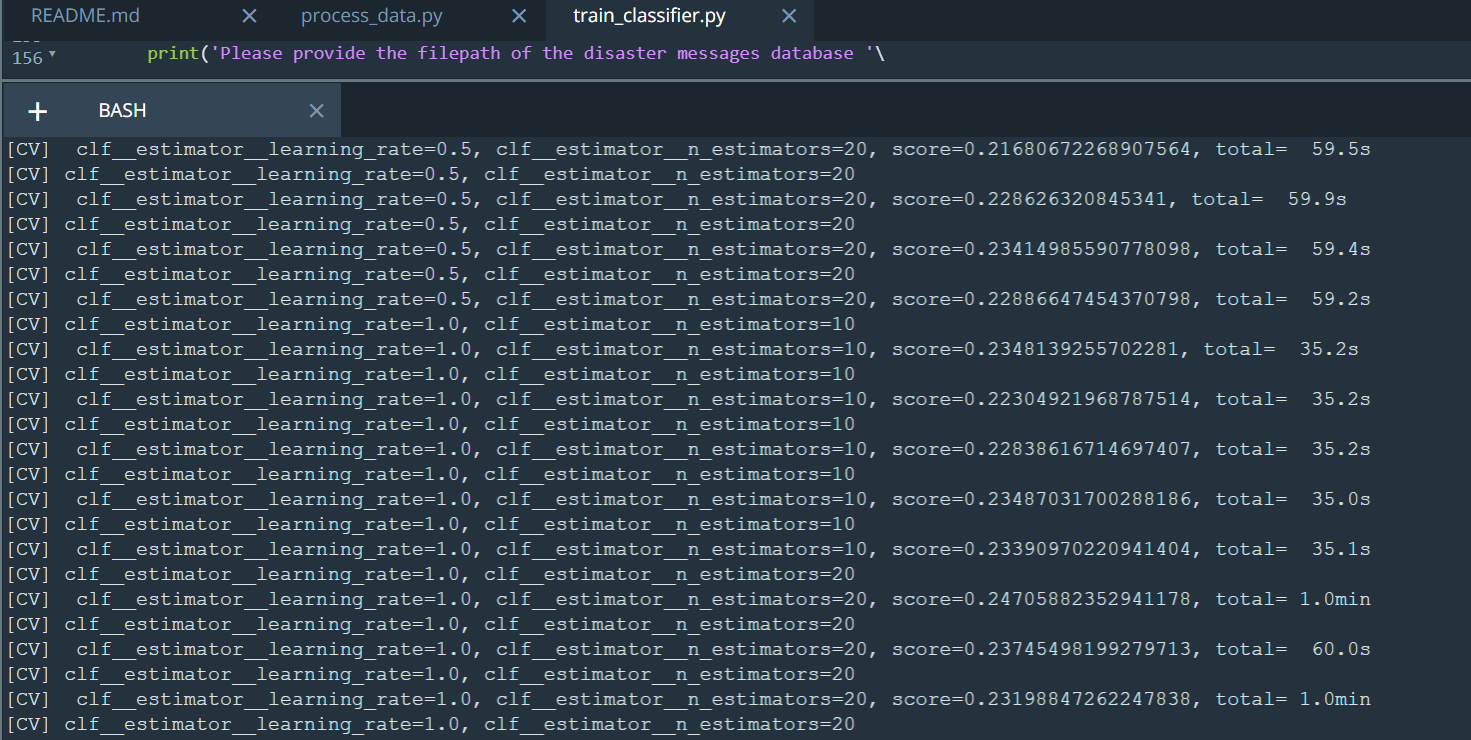 README.md × process_data.py × train_classifier.py ×
156 print('Please provide the filepath of the disaster messages database '\
+ BASH ×
[CV]  clf__estimator__learning_rate=0.5, clf__estimator__n_estimators=20, score=0.21680672268907564, total=  59.5s
[CV] clf__estimator__learning_rate=0.5, clf__estimator__n_estimators=20
[CV]  clf__estimator__learning_rate=0.5, clf__estimator__n_estimators=20, score=0.228626320845341, total=  59.9s
[CV] clf__estimator__learning_rate=0.5, clf__estimator__n_estimators=20
[CV]  clf__estimator__learning_rate=0.5, clf__estimator__n_estimators=20, score=0.23414985590778098, total=  59.4s
[CV] clf__estimator__learning_rate=0.5, clf__estimator__n_estimators=20
[CV]  clf__estimator__learning_rate=0.5, clf__estimator__n_estimators=20, score=0.22886647454370798, total=  59.2s
[CV] clf__estimator__learning_rate=1.0, clf__estimator__n_estimators=10
[CV]  clf__estimator__learning_rate=1.0, clf__estimator__n_estimators=10, score=0.2348139255702281, total=  35.2s
[CV] clf__estimator__learning_rate=1.0, clf__estimator__n_estimators=10
[CV]  clf__estimator__learning_rate=1.0, clf__estimator__n_estimators=10, score=0.22304921968787514, total=  35.2s
[CV] clf__estimator__learning_rate=1.0, clf__estimator__n_estimators=10
[CV]  clf__estimator__learning_rate=1.0, clf__estimator__n_estimators=10, score=0.22838616714697407, total=  35.2s
[CV] clf__estimator__learning_rate=1.0, clf__estimator__n_estimators=10
[CV]  clf__estimator__learning_rate=1.0, clf__estimator__n_estimators=10, score=0.23487031700288186, total=  35.0s
[CV] clf__estimator__learning_rate=1.0, clf__estimator__n_estimators=10
[CV]  clf__estimator__learning_rate=1.0, clf__estimator__n_estimators=10, score=0.23390970220941404, total=  35.1s
[CV] clf__estimator__learning_rate=1.0, clf__estimator__n_estimators=20
[CV]  clf__estimator__learning_rate=1.0, clf__estimator__n_estimators=20, score=0.24705882352941178, total= 1.0min
[CV] clf__estimator__learning_rate=1.0, clf__estimator__n_estimators=20
[CV]  clf__estimator__learning_rate=1.0, clf__estimator__n_estimators=20, score=0.23745498199279713, total=  60.0s
[CV] clf__estimator__learning_rate=1.0, clf__estimator__n_estimators=20
[CV]  clf__estimator__learning_rate=1.0, clf__estimator__n_estimators=20, score=0.23198847262247838, total= 1.0min
[CV] clf__estimator__learning_rate=1.0, clf__estimator__n_estimators=20